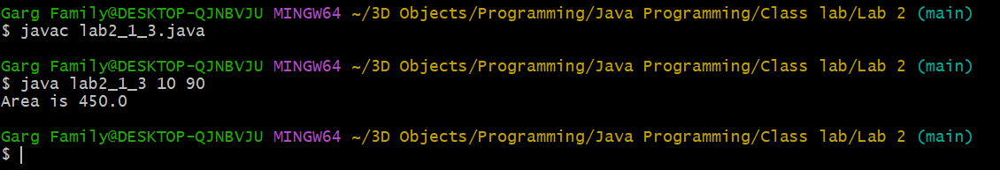 Garg Family@DESKTOP-QJNBVJU MINGW64 ~/3D Objects/Programming/Java Programming/Class lab/Lab 2 (main)
$ javac lab2_1_3.java
Garg Family@DESKTOP-QJNBVJU MINGW64 ~/3D Objects/Programming/Java Programming/Class lab/Lab 2 (main)
$ java lab2_1_3 10 90
Area is 450.0
Garg Family@DESKTOP-QJNBVJU MINGW64 ~/3D Objects/Programming/Java Programming/Class lab/Lab 2 (main)
$